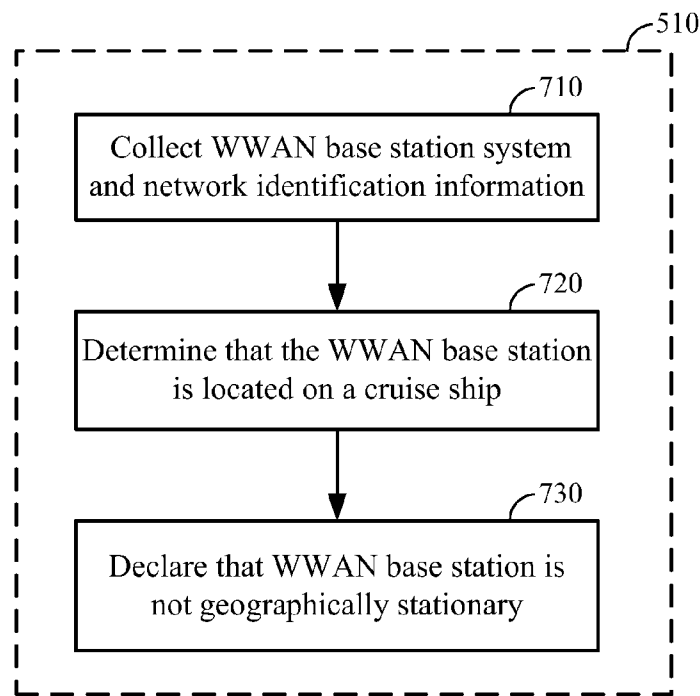 510
710
Collect WWAN base station system
and network identification information
720
Determine that the WWAN base station
is located on a cruise ship
730
Declare that WWAN base station is
not geographically stationary